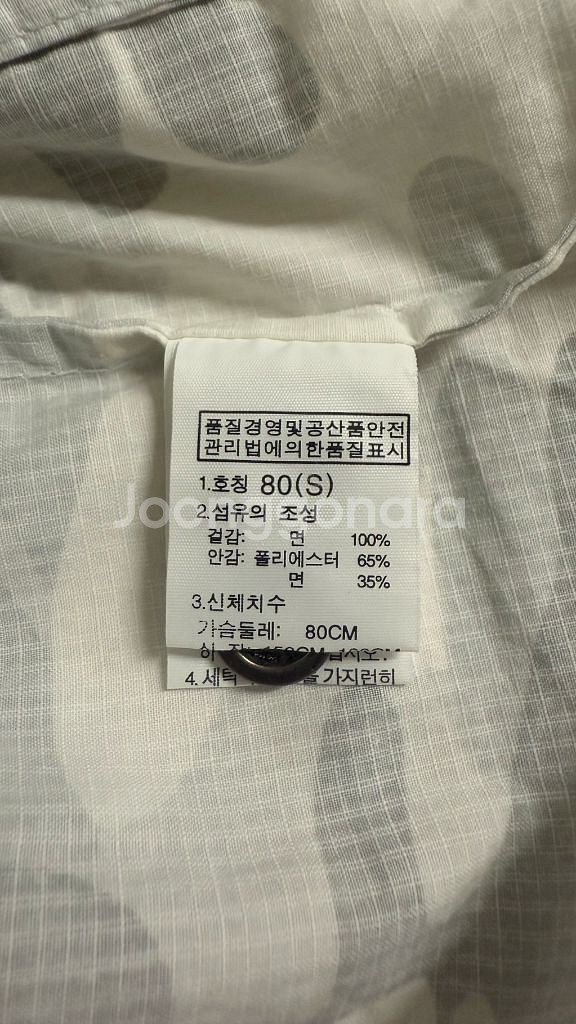 품질경영및공산품안전
관리법에의한품질표시
1.호칭 80(S)
Joonggonara
2.섬유의 조성
겉감: 면 100%
안감: 폴리에스터 65%
면 35%
3.신체치수
가슴둘레: 80CM
4.세탁 가지런히